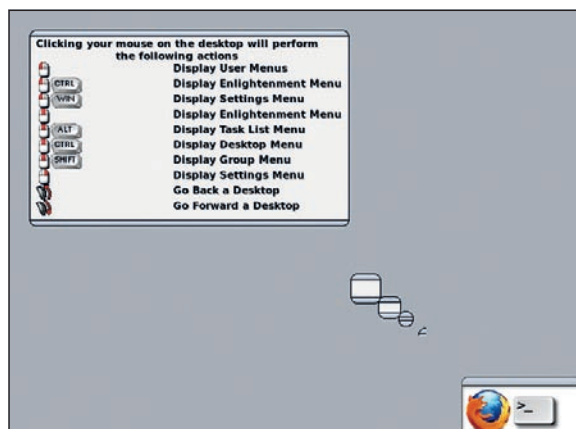 Clicking your mouse on the desktop will perform
the following actions
Display User Menus
CTRL Display Enlightenment Menu
WIN Display Settings Menu
Display Enlightenment Menu
ALT Display Task List Menu
CTRL Display Desktop Menu
SHIFT Display Group Menu
Display Settings Menu
Go Back a Desktop
Go Forward a Desktop
>_